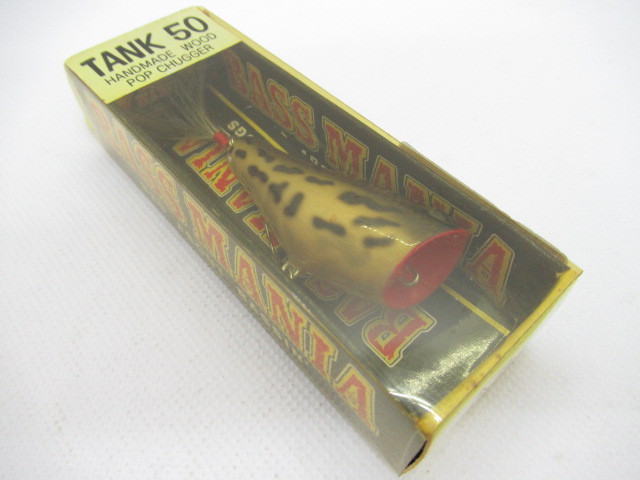 TANK 50
HANDMADE WOOD
POP CHUGGER
BASS MANIA
BASS MANIA